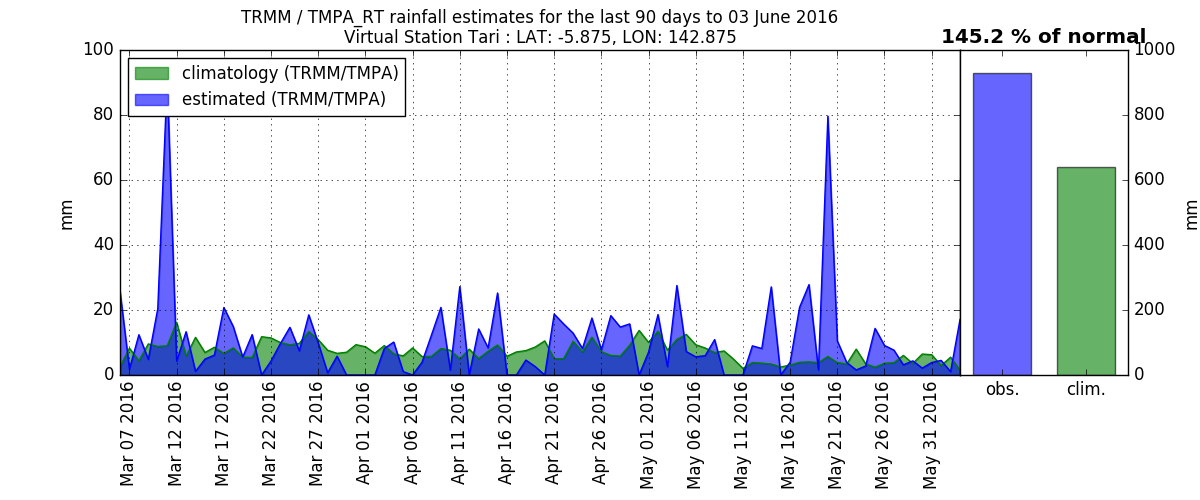 TRMM / TMPA_RT rainfall estimates for the last 90 days to 03 June 2016
Virtual Station Tari : LAT: -5.875, LON: 142.875
145.2 % of normal
climatology (TRMM/TMPA)
estimated (TRMM/TMPA)
mm
100
80
60
40
20
0
Mar 07 2016
Mar 12 2016
Mar 17 2016
Mar 22 2016
Mar 27 2016
Apr 01 2016
Apr 06 2016
Apr 11 2016
Apr 16 2016
Apr 21 2016
Apr 26 2016
May 01 2016
May 06 2016
May 11 2016
May 16 2016
May 21 2016
May 26 2016
May 31 2016
obs.
clim.
1000
800
600
400
200
0
mm